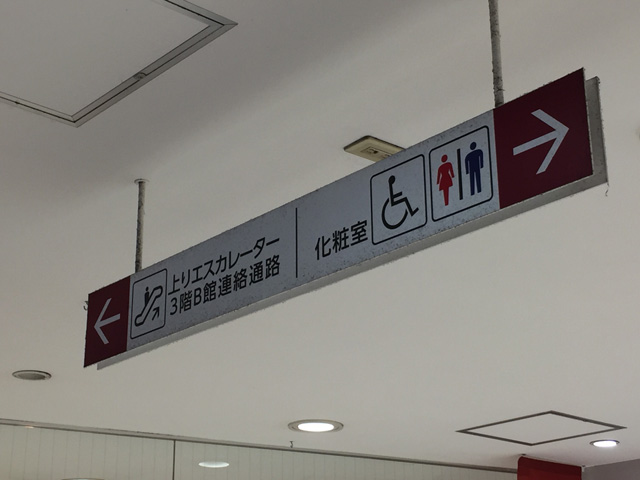 上りエスカレーター
3階B館連絡通路
化粧室